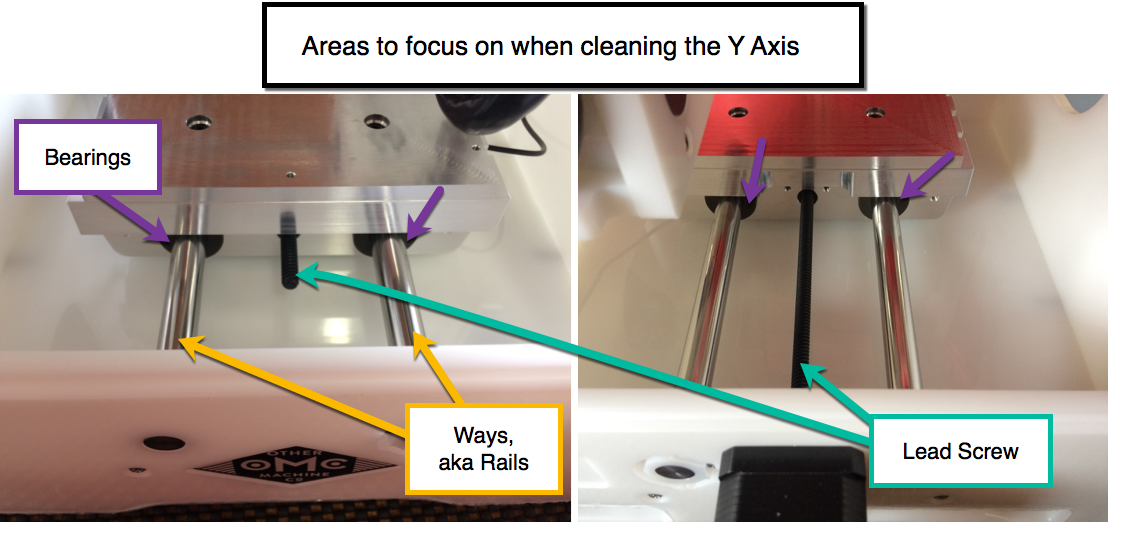 Areas to focus on when cleaning the Y Axis
Bearings
Ways,
aka Rails
Lead Screw
OTHER
OMC
MACHINE
CO